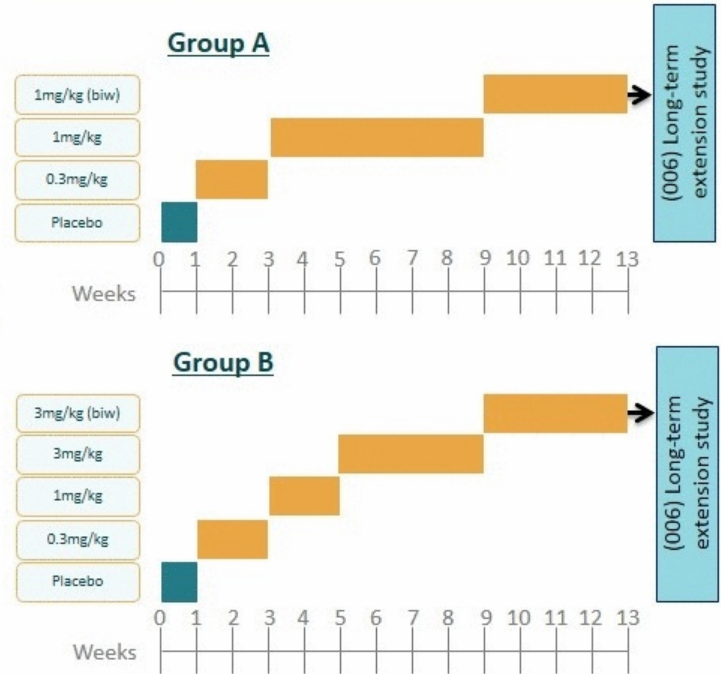 Group A
1mg/kg (biw)
1mg/kg
0.3mg/kg
Placebo
0 1 2 3 4 5 6 7 8 9 10 11 12 13
Weeks
(006) Long-term
extension study
Group B
3mg/kg (biw)
3mg/kg
1mg/kg
0.3mg/kg
Placebo
0 1 2 3 4 5 6 7 8 9 10 11 12 13
Weeks
(006) Long-term
extension study